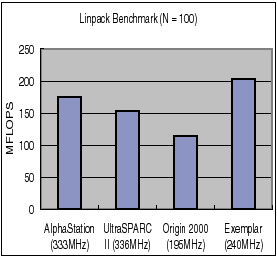 Linpack Benchmark (N = 100)
MFLOPS
250
200
150
100
50
0
AlphaStation
(333MHz)
UltraSPARC
II (336MHz)
Origin 2000
(195MHz)
Exemplar
(240MHz)